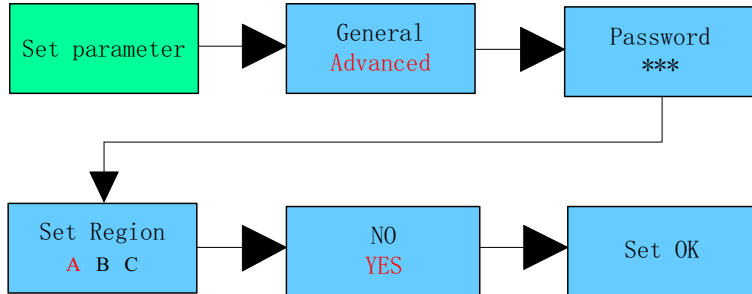 Set parameter
General
Advanced
Password
***
Set Region
A B C
NO
YES
Set OK